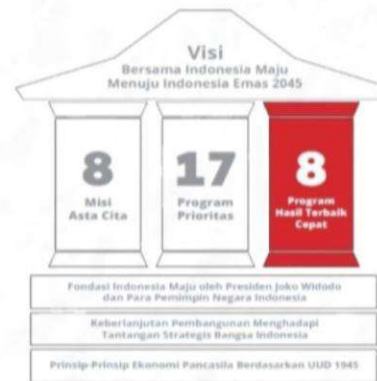 Visi
Bersama Indonesia Maju
Menuju Indonesia Emas 2045
8
Misi
Asta Cita
17
Program
Prioritas
8
Program
Hasil Terbaik
Cepat
Fondasi Indonesia Maju oleh Presiden Joko Widodo
dan Para Pemimpin Negara Indonesia
Keberlanjutan Pembangunan Menghadapi
Tantangan Strategis Bangsa Indonesia
Prinsip-Prinsip Ekonomi Pancasila Berdasarkan UUD 1945